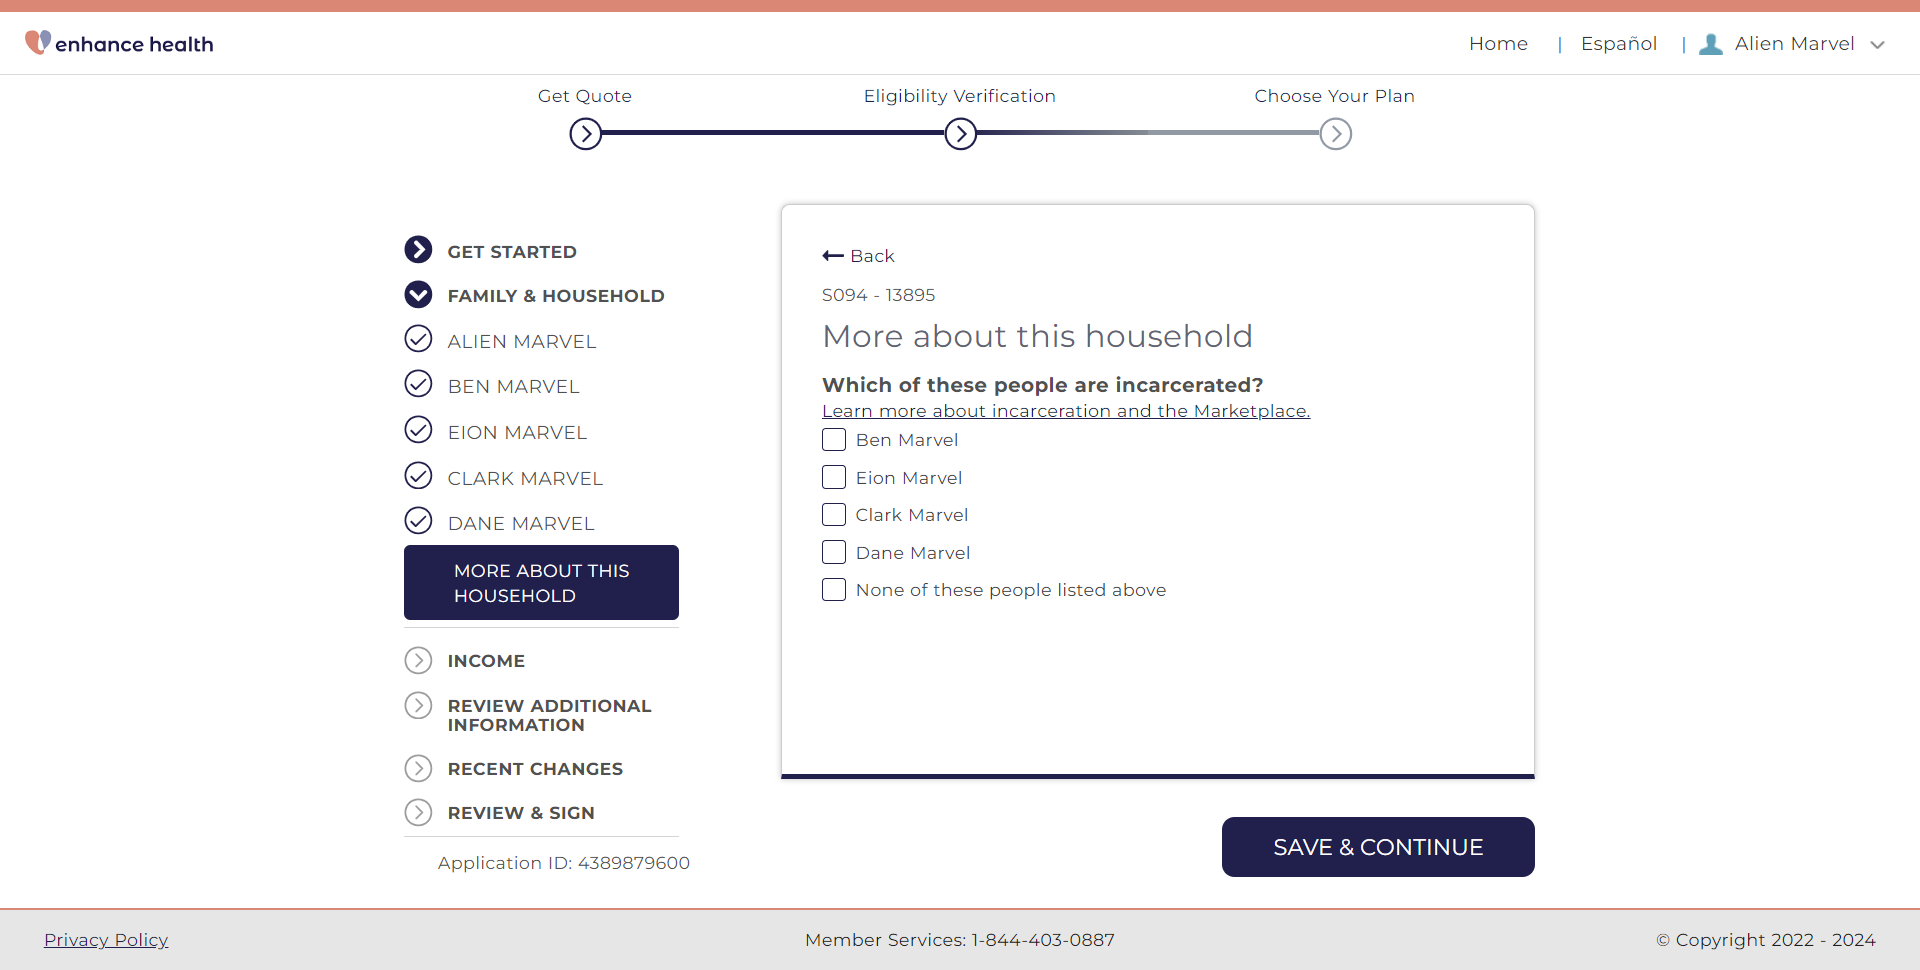 enhance health
Home | Español | Alien Marvel
Get Quote
Eligibility Verification
Choose Your Plan
GET STARTED
FAMILY & HOUSEHOLD
ALIEN MARVEL
BEN MARVEL
EION MARVEL
CLARK MARVEL
DANE MARVEL
MORE ABOUT THIS
HOUSEHOLD
INCOME
REVIEW ADDITIONAL
INFORMATION
RECENT CHANGES
REVIEW & SIGN
Application ID: 4389879600
Back
S094 - 13895
More about this household
Which of these people are incarcerated?
Learn more about incarceration and the Marketplace.
Ben Marvel
Eion Marvel
Clark Marvel
Dane Marvel
None of these people listed above
SAVE & CONTINUE
Privacy Policy
Member Services: 1-844-403-0887
© Copyright 2022 - 2024